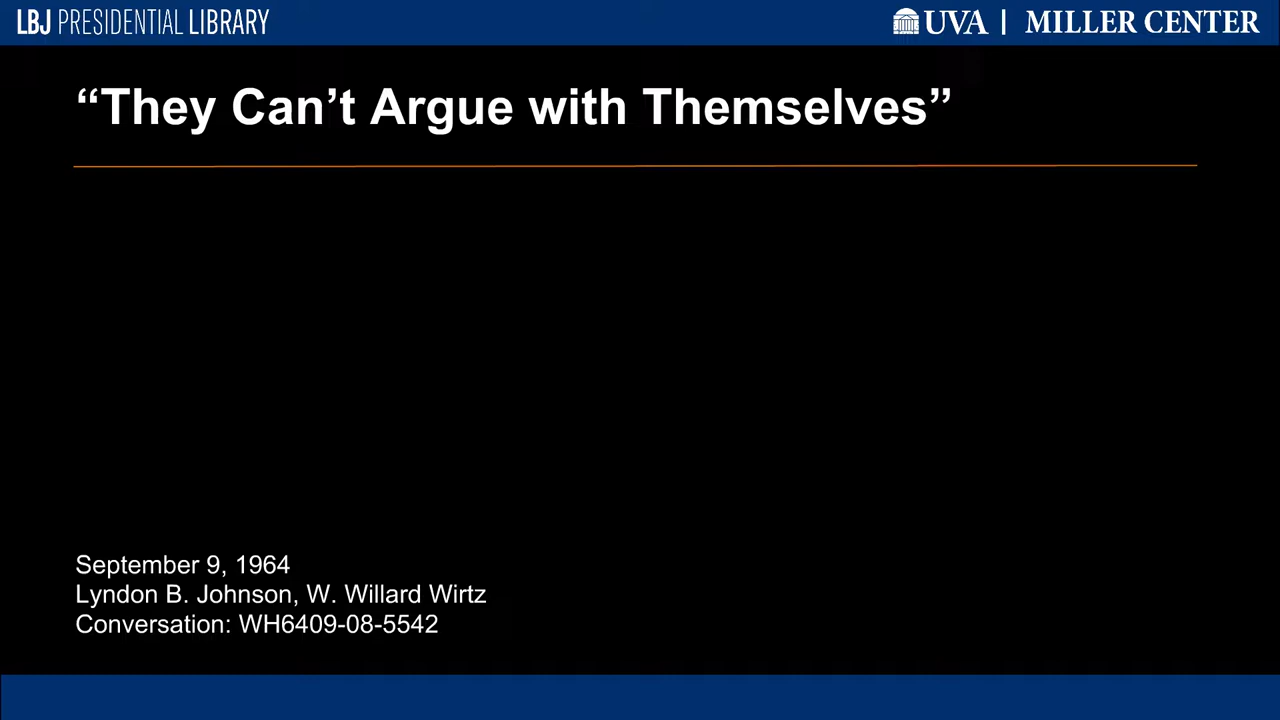 LBJ PRESIDENTIAL LIBRARY
UVA | MILLER CENTER
“They Can’t Argue with Themselves”
September 9, 1964
Lyndon B. Johnson, W. Willard Wirtz
Conversation: WH6409-08-5542